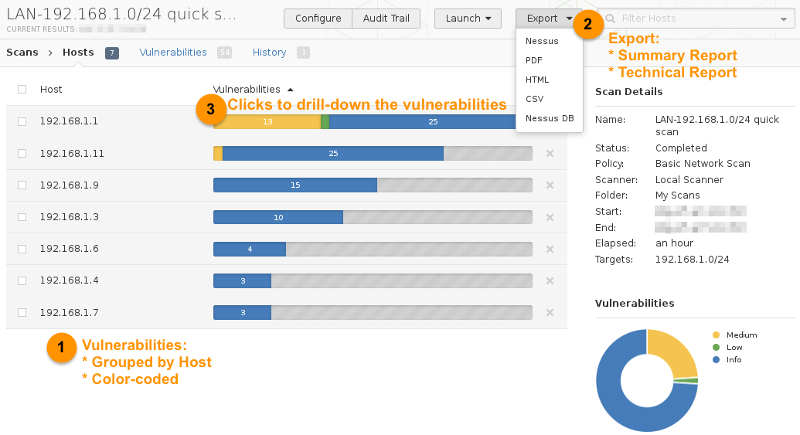 LAN-192.168.1.0/24 quick s...
CURRENT RESULTS:
Configure
Audit Trail
Launch
Export
Filter Hosts
Scans > Hosts 7
Vulnerabilities 54
History 1
Nessus
PDF
HTML
CSV
Nessus DB
2
Export:
* Summary Report
* Technical Report
Host
Vulnerabilities
3
Clicks to drill-down the vulnerabilities
192.168.1.1
13
25
192.168.1.11
25
192.168.1.9
15
192.168.1.3
10
192.168.1.6
4
192.168.1.4
3
192.168.1.7
3
1
Vulnerabilities:
* Grouped by Host
* Color-coded
Scan Details
Name: LAN-192.168.1.0/24 quick
scan
Status: Completed
Policy: Basic Network Scan
Scanner: Local Scanner
Folder: My Scans
Start:
End:
Elapsed: an hour
Targets: 192.168.1.0/24
Vulnerabilities
Medium
Low
Info